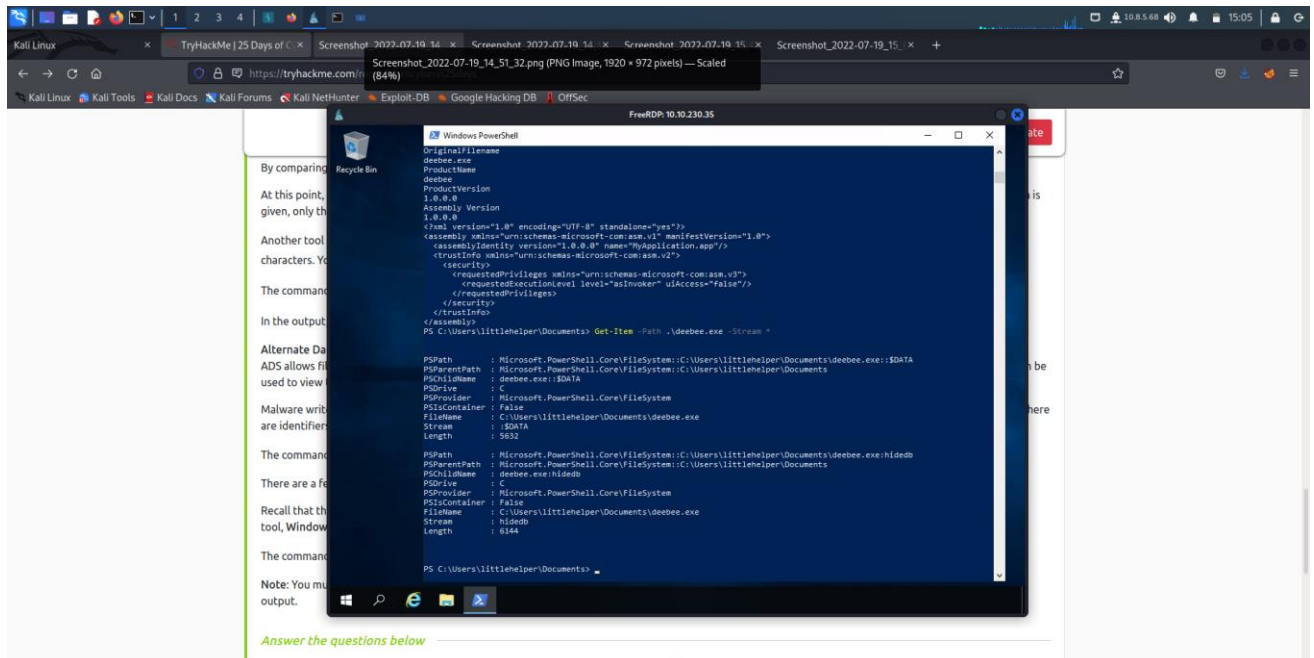 1 2 3 4
10.8.5.68
15:05
Kali Linux
TryHackMe | 25 Days of C
Screenshot_2022-07-19_14
Screenshot_2022-07-19_14
Screenshot_2022-07-19_15
Screenshot_2022-07-19_15
Screenshot_2022-07-19_14_51_32.png (PNG Image, 1920 × 972 pixels) — Scaled
(84%)
https://tryhackme.com/
Kali Linux Kali Tools Kali Docs Kali Forums Kali NetHunter Exploit-DB Google Hacking DB OffSec
FreeRDP: 10.10.230.35
Recycle Bin
Windows PowerShell
OriginalFilename
deebee.exe
ProductName
deebee
ProductVersion
1.0.0.0
Assembly Version
1.0.0.0
<?xml version="1.0" encoding="UTF-8" standalone="yes"?>
<assembly xmlns="urn:schemas-microsoft-com:asm.v1" manifestVersion="1.0">
<assemblyIdentity version="1.0.0.0" name="MyApplication.app"/>
<trustInfo xmlns="urn:schemas-microsoft-com:asm.v2">
<security>
<requestedPrivileges xmlns="urn:schemas-microsoft-com:asm.v3">
<requestedExecutionLevel level="asInvoker" uiAccess="false"/>
</requestedPrivileges>
</security>
</trustInfo>
</assembly>
PS C:\Users\littlehelper\Documents> Get-Item -Path .\deebee.exe -Stream *
PSPath : Microsoft.PowerShell.Core\FileSystem::C:\Users\littlehelper\Documents\deebee.exe::$DATA
PSParentPath : Microsoft.PowerShell.Core\FileSystem::C:\Users\littlehelper\Documents
PSChildName : deebee.exe::$DATA
PSDrive : C
PSProvider : Microsoft.PowerShell.Core\FileSystem
PSIsContainer : False
FileName : C:\Users\littlehelper\Documents\deebee.exe
Stream : :$DATA
Length : 5632
PSPath : Microsoft.PowerShell.Core\FileSystem::C:\Users\littlehelper\Documents\deebee.exe:hidedb
PSParentPath : Microsoft.PowerShell.Core\FileSystem::C:\Users\littlehelper\Documents
PSChildName : deebee.exe:hidedb
PSDrive : C
PSProvider : Microsoft.PowerShell.Core\FileSystem
PSIsContainer : False
FileName : C:\Users\littlehelper\Documents\deebee.exe
Stream : hidedb
Length : 6144
PS C:\Users\littlehelper\Documents>
By comparing
At this point, is
given, only th
Another tool
characters. Yo
The command
In the output
Alternate Da
ADS allows fil be
used to view
Malware write here
are identifiers
The command
There are a fe
Recall that th
tool, Window
The command
Note: You mu
output.
Answer the questions below